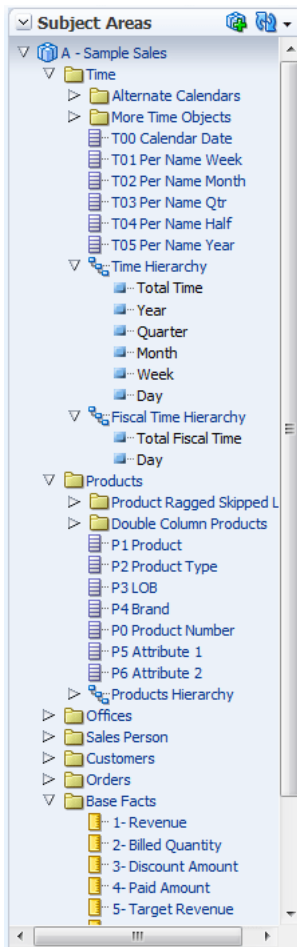 Subject Areas
A - Sample Sales
Time
Alternate Calendars
More Time Objects
T00 Calendar Date
T01 Per Name Week
T02 Per Name Month
T03 Per Name Qtr
T04 Per Name Half
T05 Per Name Year
Time Hierarchy
Total Time
Year
Quarter
Month
Week
Day
Fiscal Time Hierarchy
Total Fiscal Time
Day
Products
Product Ragged Skipped L
Double Column Products
P1 Product
P2 Product Type
P3 LOB
P4 Brand
P0 Product Number
P5 Attribute 1
P6 Attribute 2
Products Hierarchy
Offices
Sales Person
Customers
Orders
Base Facts
1- Revenue
2- Billed Quantity
3- Discount Amount
4- Paid Amount
5- Target Revenue